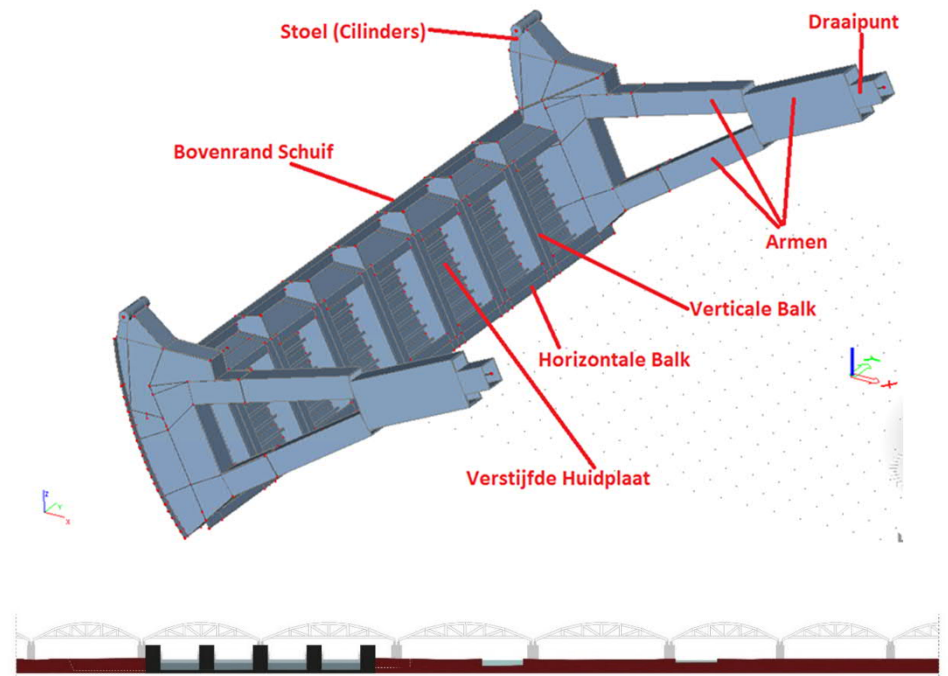 Stoel (Cilinders)
Draaipunt
Bovenrand Schuif
Armen
Verticale Balk
Horizontale Balk
Verstijfde Huidplaat
Y
X
z
Y
x